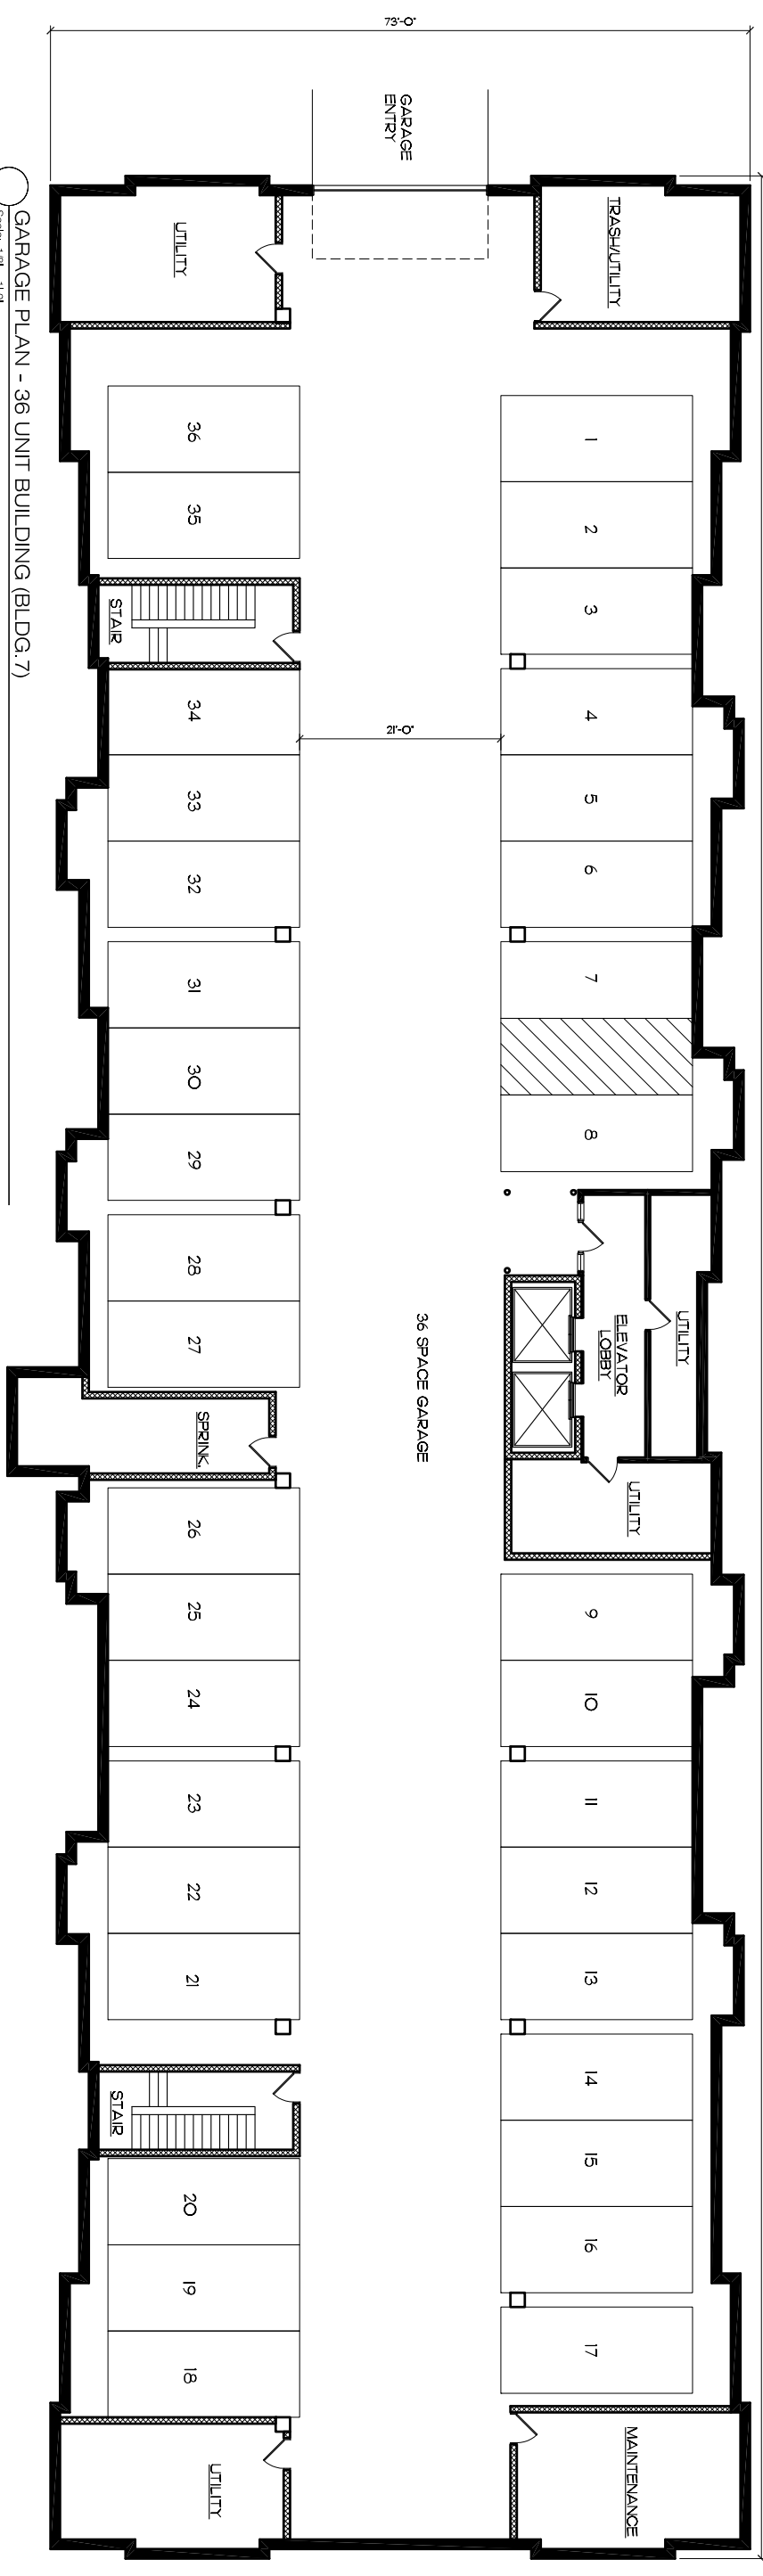 73'-0"
GARAGE
ENTRY
TRASH/UTILITY
UTILITY
1
2
3
4
5
6
7
8
36
35
STAIR
34
33
32
31
30
29
28
27
21'-0"
UTILITY
ELEVATOR
LOBBY
UTILITY
36 SPACE GARAGE
SPRINK.
9
10
11
12
13
14
15
16
17
26
25
24
23
22
21
STAIR
20
19
18
MAINTENANCE
UTILITY
GARAGE PLAN - 36 UNIT BUILDING (BLDG.7)